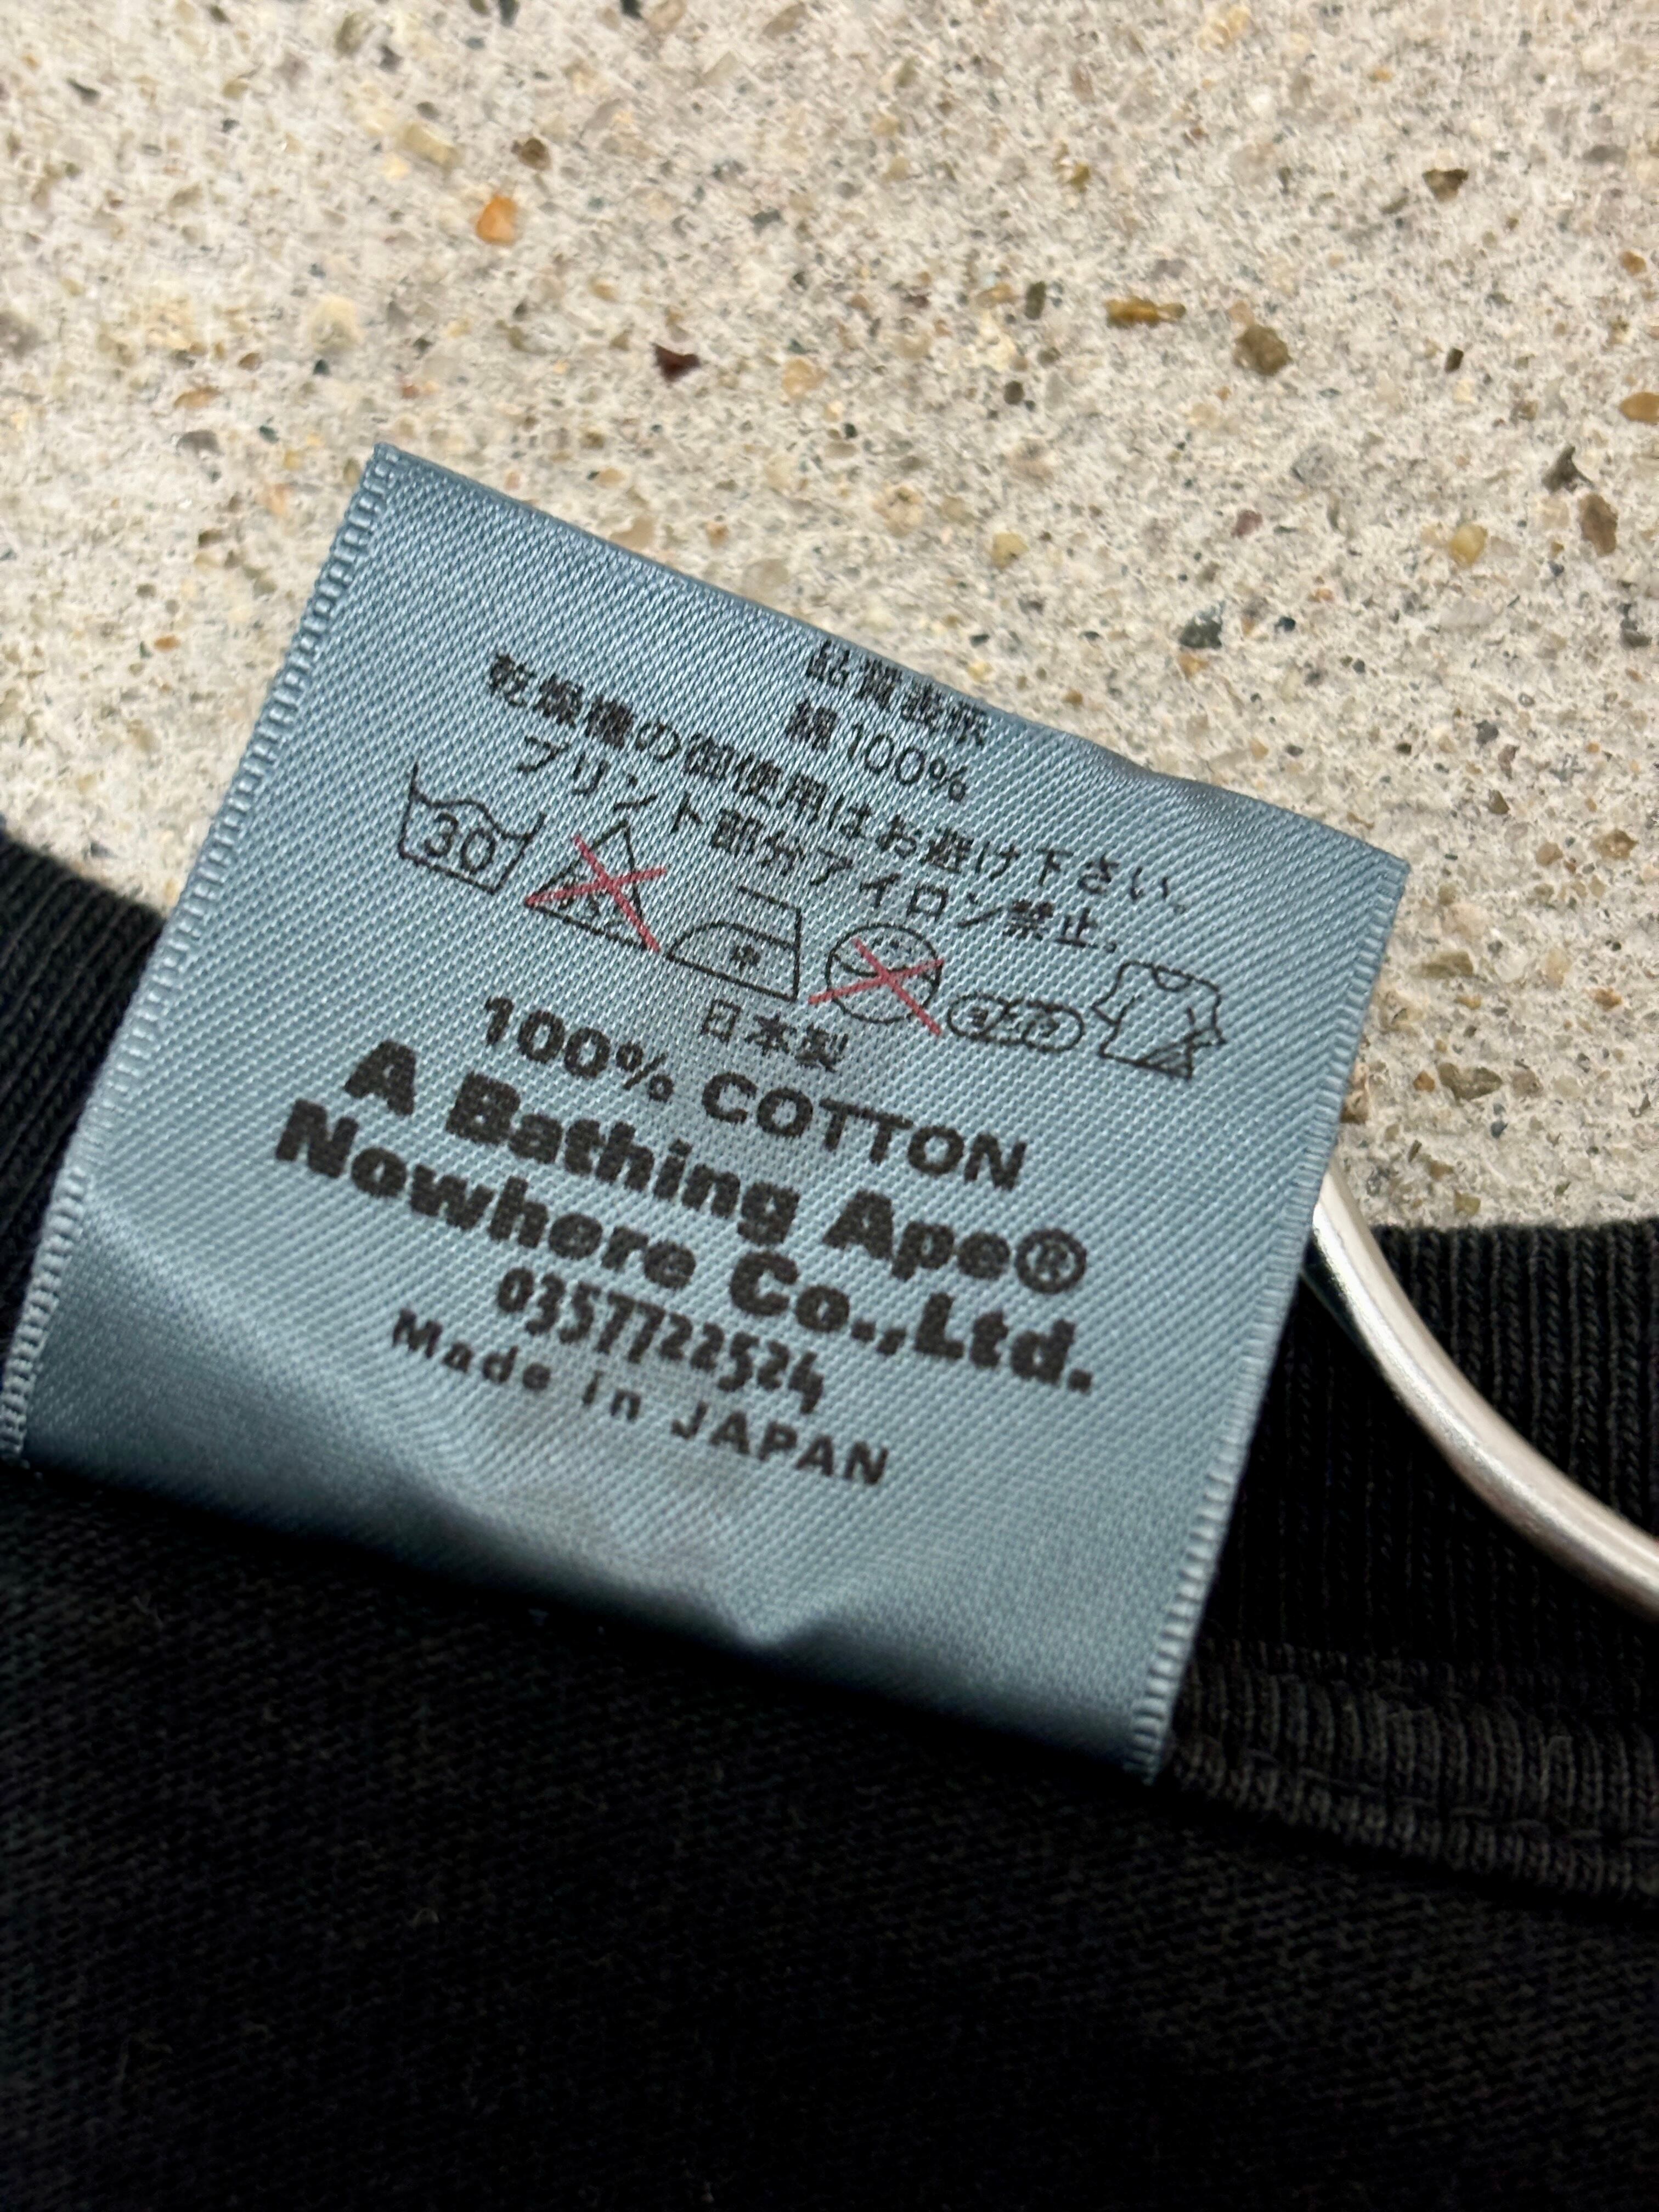 品質表示
綿100%
乾燥機の御使用はお避け下さい。
プリント部分アイロン禁止。
30
中
日本製
100% COTTON
A Bathing Ape®
Nowhere Co.,Ltd.
0357722524
Made in JAPAN